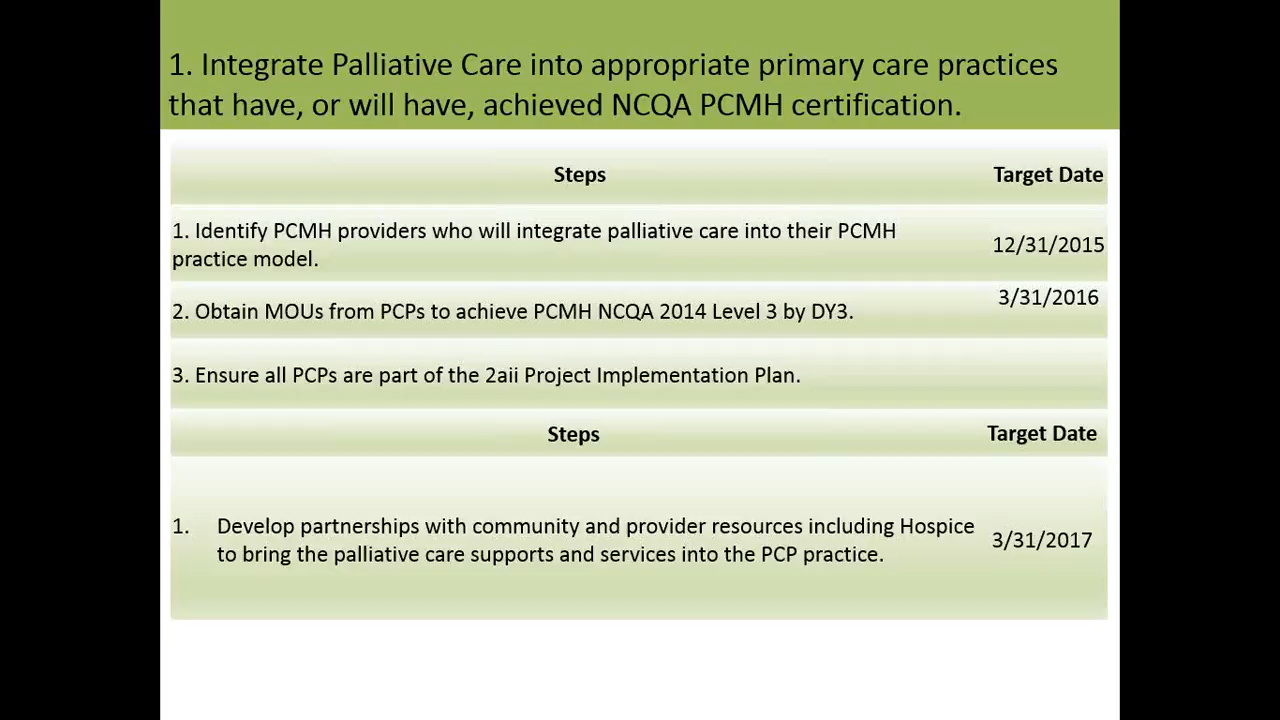 1. Integrate Palliative Care into appropriate primary care practices
that have, or will have, achieved NCQA PCMH certification.
Steps
Target Date
1. Identify PCMH providers who will integrate palliative care into their PCMH
practice model.
12/31/2015
2. Obtain MOUs from PCPs to achieve PCMH NCQA 2014 Level 3 by DY3.
3/31/2016
3. Ensure all PCPs are part of the 2aii Project Implementation Plan.
Steps
Target Date
1. Develop partnerships with community and provider resources including Hospice
to bring the palliative care supports and services into the PCP practice.
3/31/2017